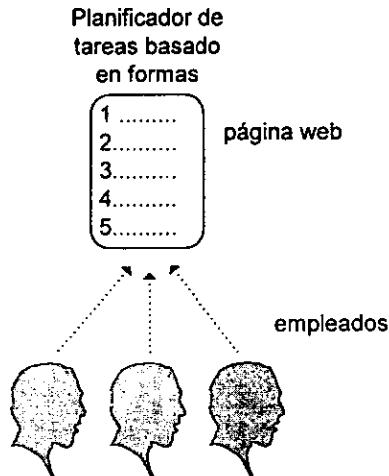 Planificador de
tareas basado
en formas
1 .........
página web
2.........
3.........
4.........
5.........
empleados